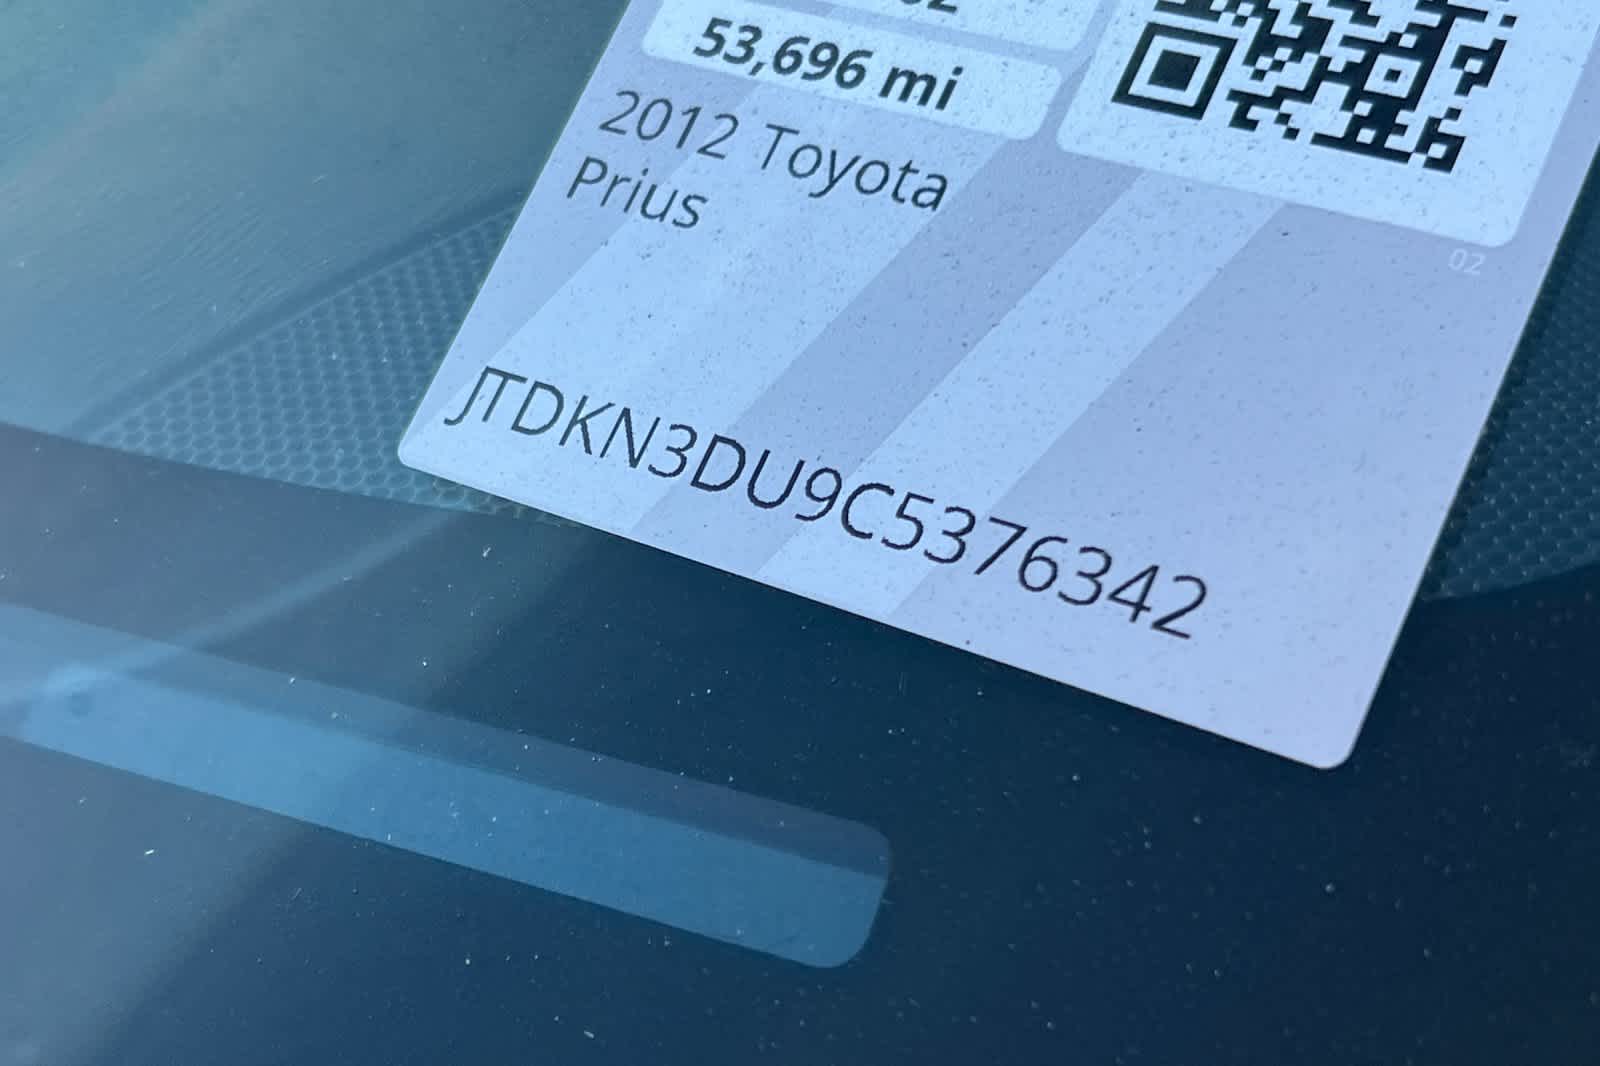 53,696 mi
2012 Toyota
Prius
02
JTDKN3DU9C5376342